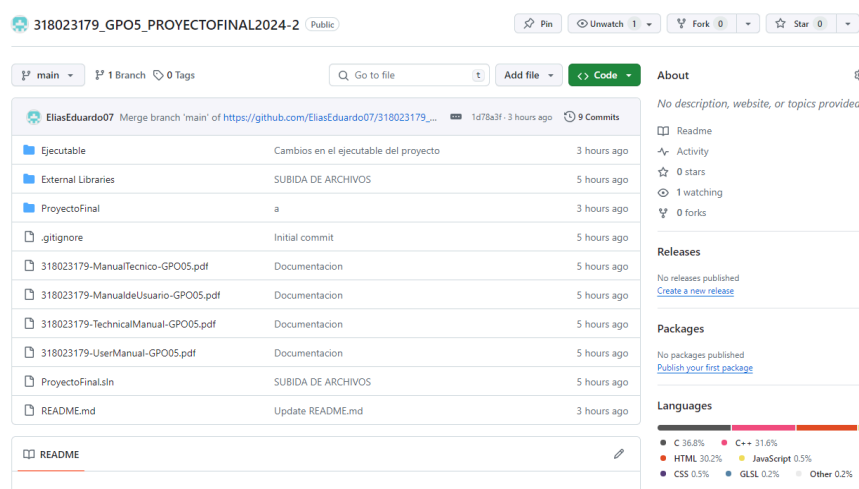 318023179_GPO5_PROYECTOFINAL2024-2 Public
Pin
Unwatch 1
Fork 0
Star 0
main
1 Branch
0 Tags
Go to file t
Add file
Code
EliasEduardo07 Merge branch 'main' of https://github.com/EliasEduardo07/318023179_... 1d78a3f · 3 hours ago 9 Commits
Ejecutable Cambios en el ejecutable del proyecto 3 hours ago
External Libraries SUBIDA DE ARCHIVOS 5 hours ago
ProyectoFinal a 3 hours ago
.gitignore Initial commit 5 hours ago
318023179-ManualTecnico-GPO05.pdf Documentacion 5 hours ago
318023179-ManualdeUsuario-GPO05.pdf Documentacion 5 hours ago
318023179-TechnicalManual-GPO05.pdf Documentacion 5 hours ago
318023179-UserManual-GPO05.pdf Documentacion 5 hours ago
ProyectoFinal.sln SUBIDA DE ARCHIVOS 5 hours ago
README.md Update README.md 3 hours ago
README
About
No description, website, or topics provided
Readme
Activity
0 stars
1 watching
0 forks
Releases
No releases published
Create a new release
Packages
No packages published
Publish your first package
Languages
C 36.8% C++ 31.6%
HTML 30.2% JavaScript 0.5%
CSS 0.5% GLSL 0.2% Other 0.2%